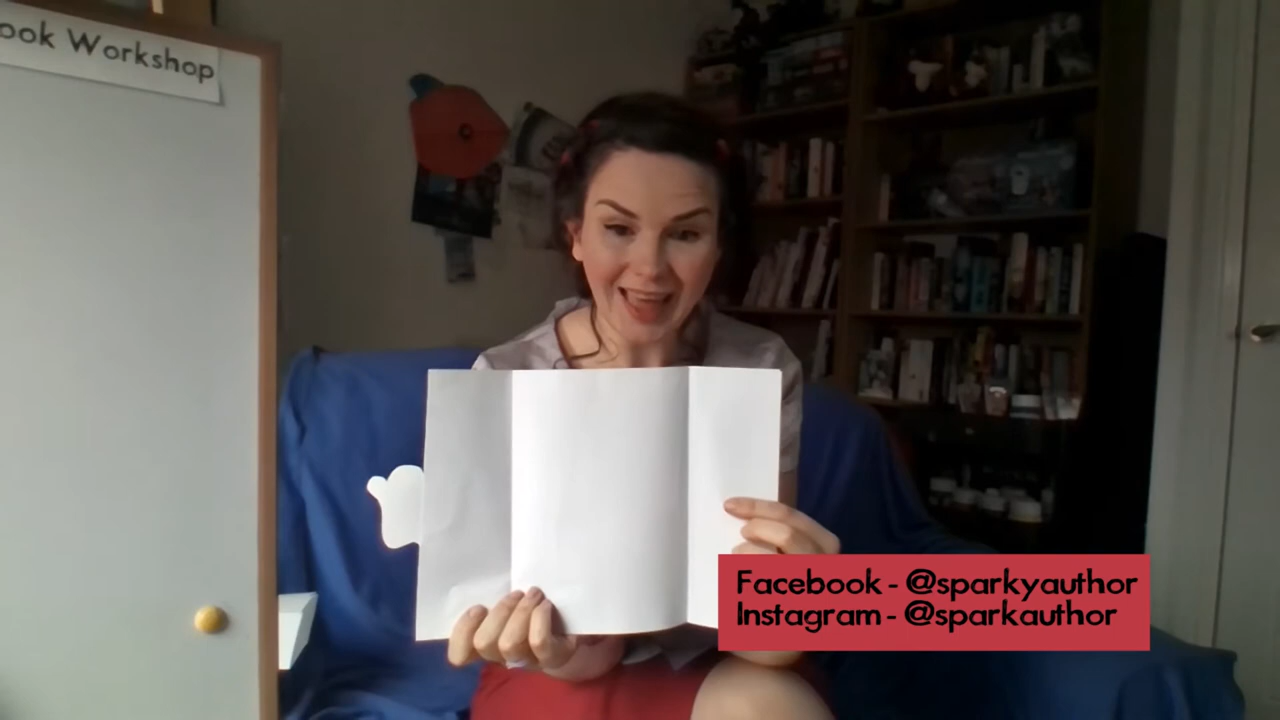 ook Workshop
Facebook - @sparkyauthor
Instagram - @sparkauthor